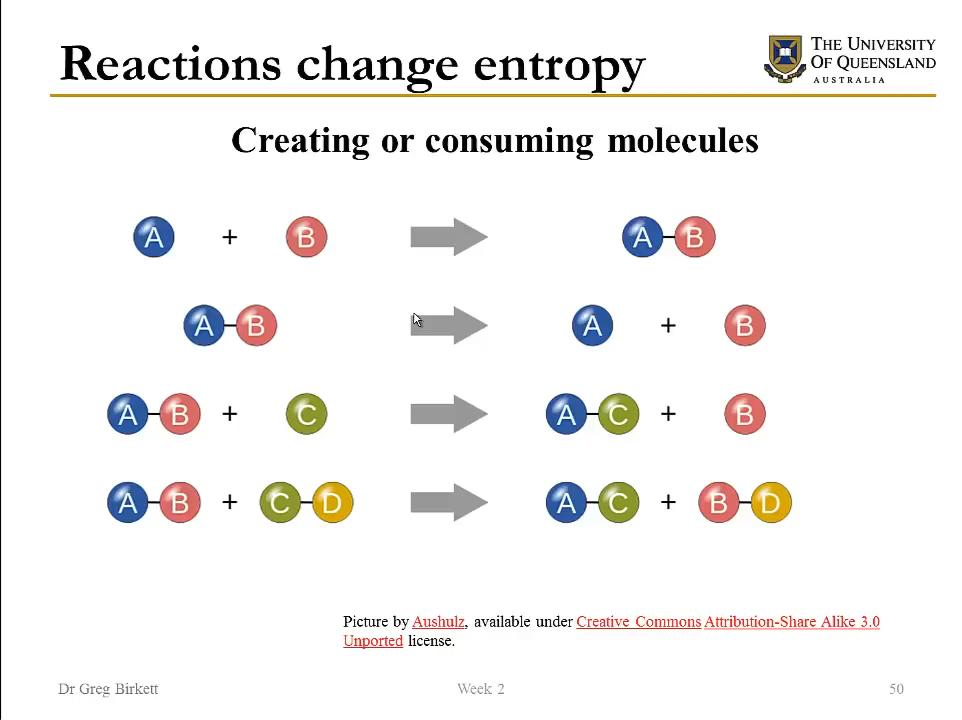 Reactions change entropy
THE UNIVERSITY
OF QUEENSLAND
AUSTRALIA
Creating or consuming molecules
A + B A B
A B A + B
A B + C A C + B
A B + C D A C + B D
Picture by Aushulz, available under Creative Commons Attribution-Share Alike 3.0
Unported license.
Dr Greg Birkett Week 2 50